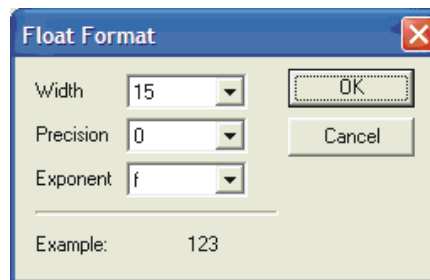 Float Format
Width 15 OK
Precision 0 Cancel
Exponent f
Example: 123